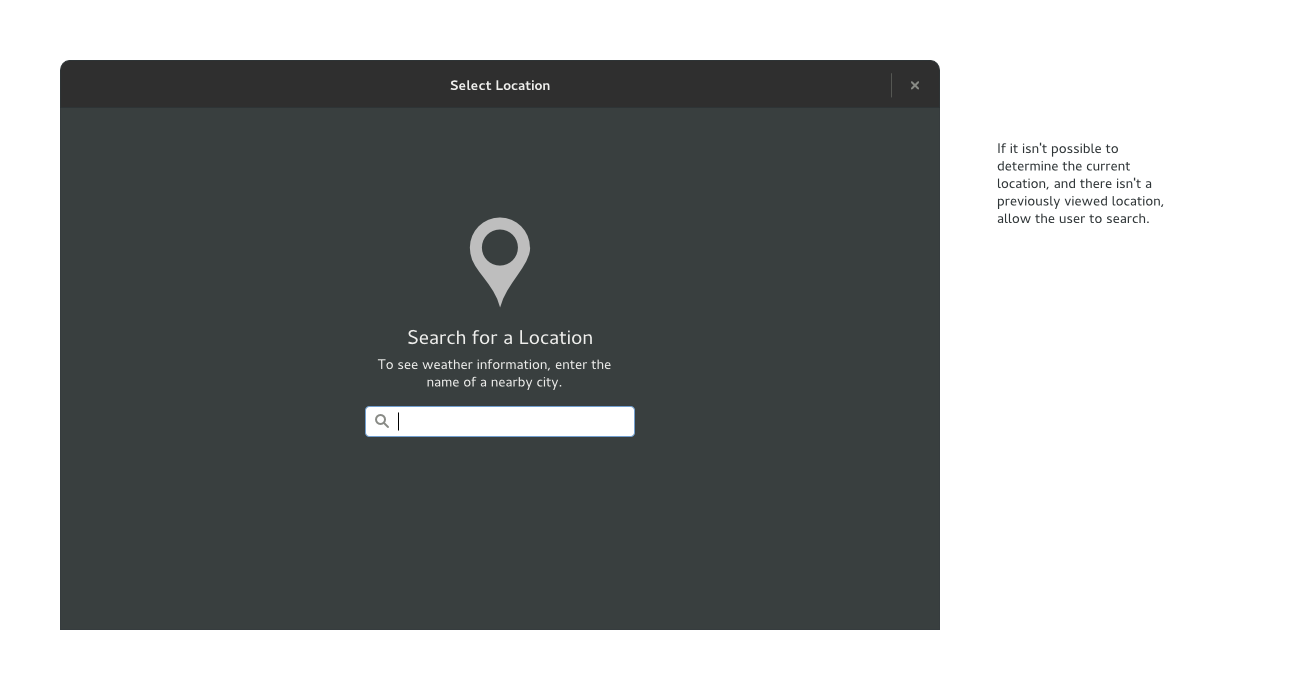 Select Location
Search for a Location
To see weather information, enter the
name of a nearby city.
If it isn't possible to
determine the current
location, and there isn't a
previously viewed location,
allow the user to search.